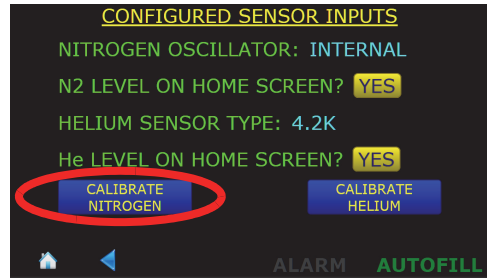 CONFIGURED SENSOR INPUTS
NITROGEN OSCILLATOR: INTERNAL
N2 LEVEL ON HOME SCREEN? YES
HELIUM SENSOR TYPE: 4.2K
He LEVEL ON HOME SCREEN? YES
CALIBRATE
NITROGEN
CALIBRATE
HELIUM
ALARM AUTOFILL